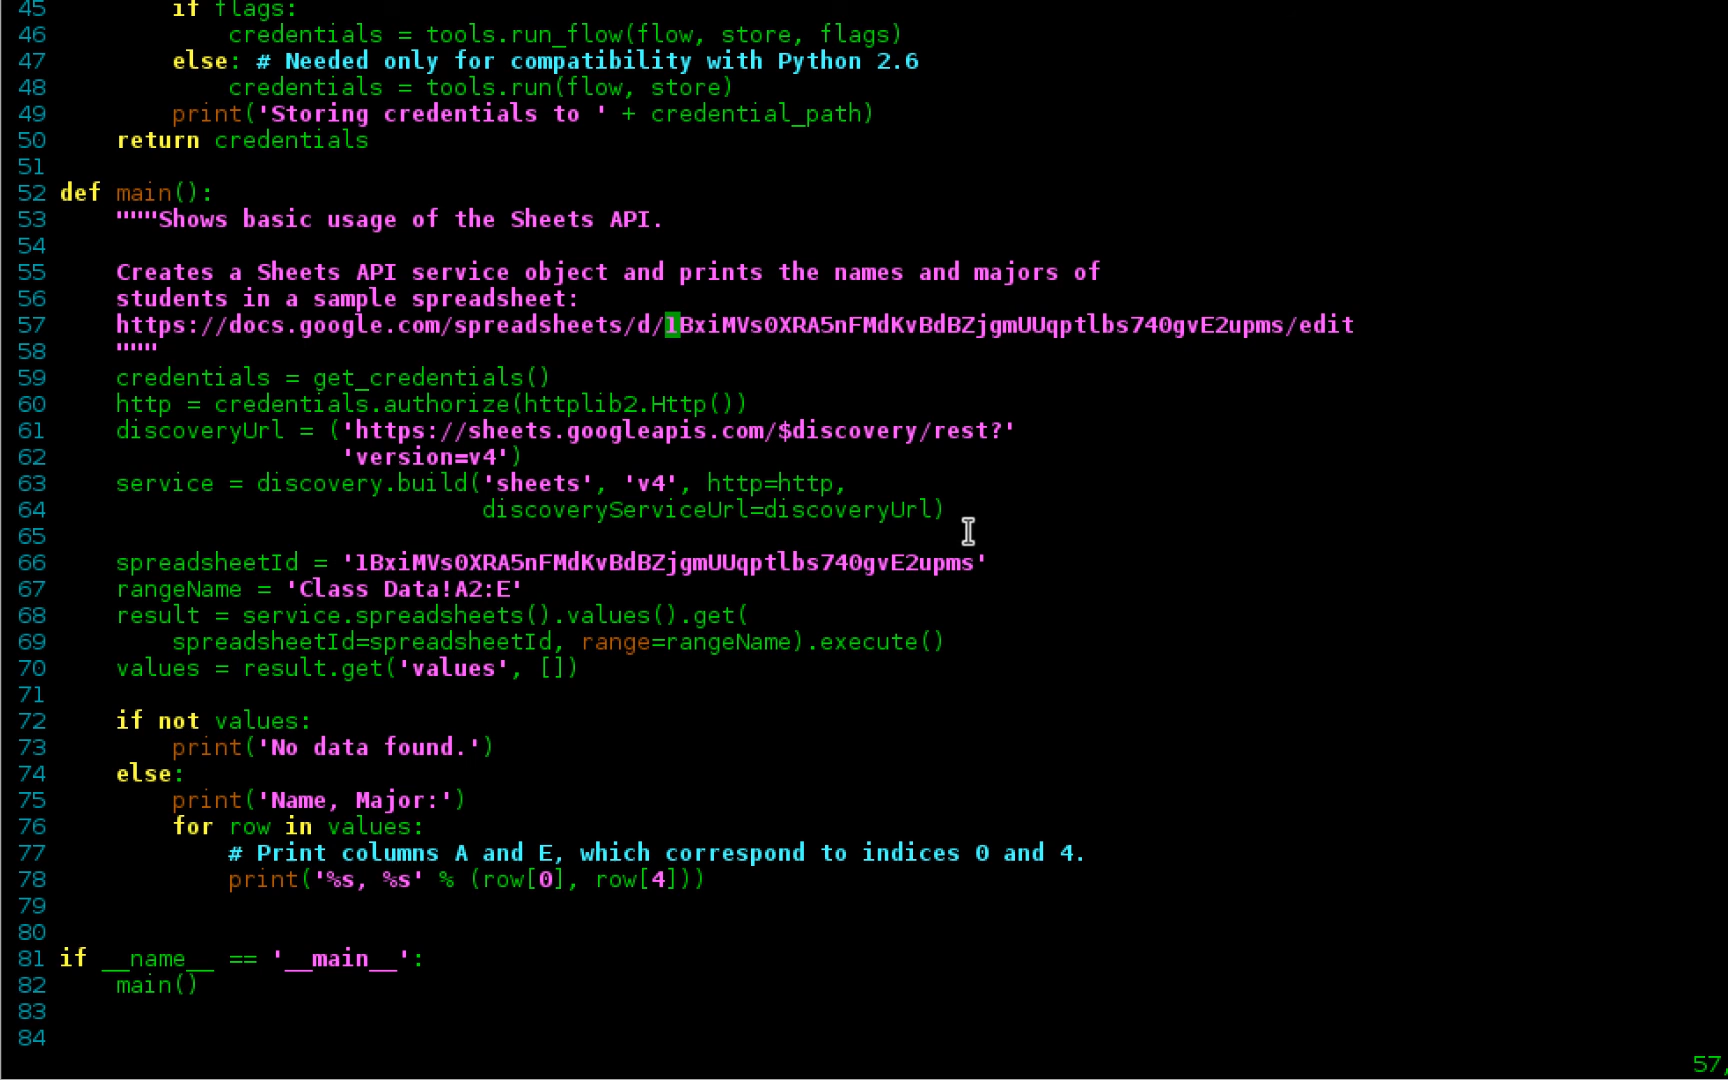 45         if flags:
46             credentials = tools.run_flow(flow, store, flags)
47         else: # Needed only for compatibility with Python 2.6
48             credentials = tools.run(flow, store)
49         print('Storing credentials to ' + credential_path)
50     return credentials
51
52 def main():
53     """Shows basic usage of the Sheets API.
54
55     Creates a Sheets API service object and prints the names and majors of
56     students in a sample spreadsheet:
57     https://docs.google.com/spreadsheets/d/1BxiMVs0XRA5nFMdKvBdBZjgmUUqptlbs74OgvE2upms/edit
58     """
59     credentials = get_credentials()
60     http = credentials.authorize(httplib2.Http())
61     discoveryUrl = ('https://sheets.googleapis.com/$discovery/rest?'
62                     'version=v4')
63     service = discovery.build('sheets', 'v4', http=http,
64                               discoveryServiceUrl=discoveryUrl)
65
66     spreadsheetId = '1BxiMVs0XRA5nFMdKvBdBZjgmUUqptlbs74OgvE2upms'
67     rangeName = 'Class Data!A2:E'
68     result = service.spreadsheets().values().get(
69         spreadsheetId=spreadsheetId, range=rangeName).execute()
70     values = result.get('values', [])
71
72     if not values:
73         print('No data found.')
74     else:
75         print('Name, Major:')
76         for row in values:
77             # Print columns A and E, which correspond to indices 0 and 4.
78             print('%s, %s' % (row[0], row[4]))
79
80
81 if __name__ == '__main__':
82     main()
83
84
57,